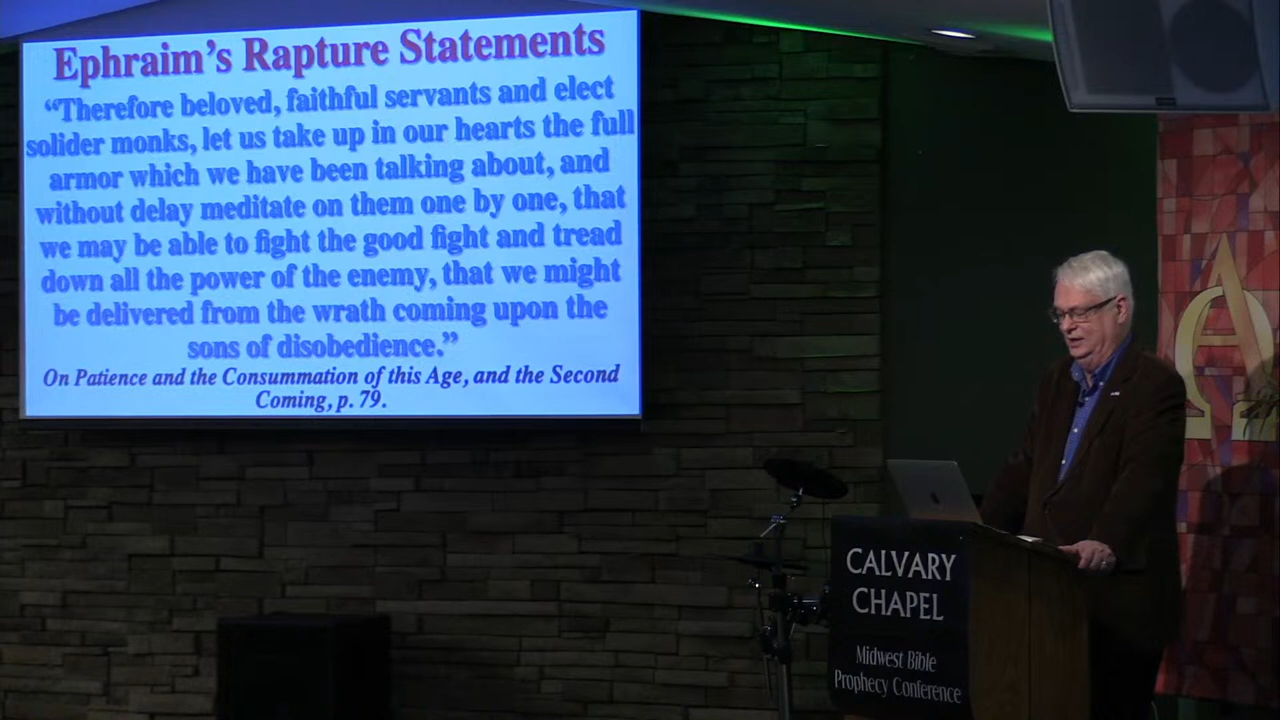 Ephraim's Rapture Statements
“Therefore beloved, faithful servants and elect
solider monks, let us take up in our hearts the full
armor which we have been talking about, and
without delay meditate on them one by one, that
we may be able to fight the good fight and tread
down all the power of the enemy, that we might
be delivered from the wrath coming upon the
sons of disobedience.”
On Patience and the Consummation of this Age, and the Second
Coming, p. 79.
CALVARY
CHAPEL
Midwest Bible
Prophecy Conference